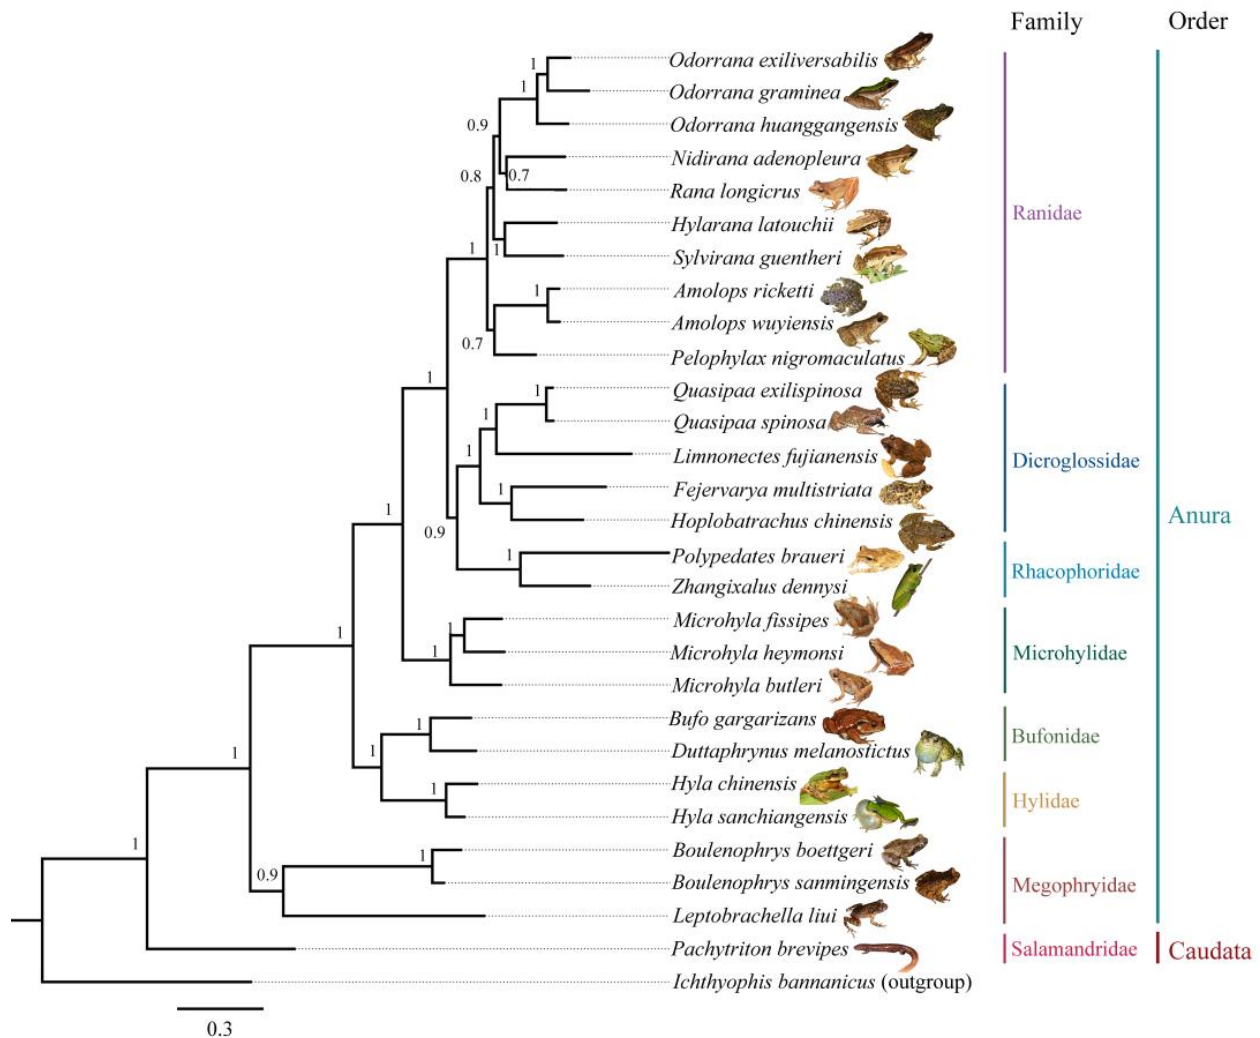 Family
Order
Odorrana exiliversabilis
Odorrana graminea
Odorrana huanggangensis
Nidirana adenopleura
Rana longicrus
Hylarana latouchii
Sylvirana guentheri
Amolops ricketti
Amolops wuyiensis
Pelophylax nigromaculatus
Quasipaa exilispinosa
Quasipaa spinosa
Limnonectes fujianensis
Fejervarya multistriata
Hoplobatrachus chinensis
Polypedates braueri
Zhangixalus dennysi
Microhyla fissipes
Microhyla heymonsi
Microhyla butleri
Bufo gargarizans
Duttaphrynus melanostictus
Hyla chinensis
Hyla sanchiangensis
Boulenophrys boettgeri
Boulenophrys sanmingensis
Leptobrachella liui
Pachytriton brevipes
Ichthyophis bannanicus (outgroup)
Ranidae
Dicroglossidae
Rhacophoridae
Microhylidae
Bufonidae
Hylidae
Megophryidae
Salamandridae
Anura
Caudata
1
1
0.9
0.8
0.7
1
1
1
0.7
1
1
1
1
1
0.9
1
1
1
1
1
1
1
1
1
1
1
0.9
0.3